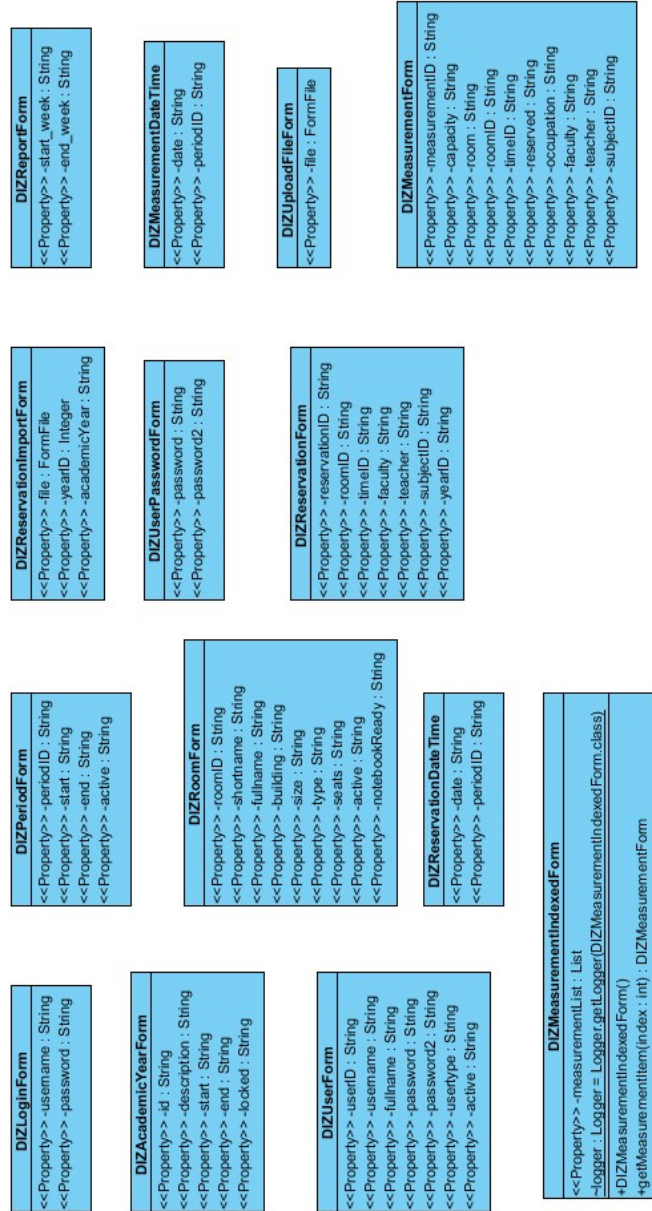 DIZLoginForm
<<Property>> -username : String
<<Property>> -password : String
DIZPeriodForm
<<Property>> -periodID : String
<<Property>> -start : String
<<Property>> -end : String
<<Property>> -active : String
DIZReservationImportForm
<<Property>> -file : FormFile
<<Property>> -yearID : Integer
<<Property>> -academicYear : String
DIZReportForm
<<Property>> -start_week : String
<<Property>> -end_week : String
DIZAcademicYearForm
<<Property>> -id : String
<<Property>> -description : String
<<Property>> -start : String
<<Property>> -end : String
<<Property>> -locked : String
DIZRoomForm
<<Property>> -roomID : String
<<Property>> -shortname : String
<<Property>> -fullname : String
<<Property>> -building : String
<<Property>> -size : String
<<Property>> -type : String
<<Property>> -seats : String
<<Property>> -active : String
<<Property>> -notebookReady : String
DIZUserPasswordForm
<<Property>> -password : String
<<Property>> -password2 : String
DIZMeasurementDateTime
<<Property>> -date : String
<<Property>> -periodID : String
DIZUploadFileForm
<<Property>> -file : FormFile
DIZUserForm
<<Property>> -userID : String
<<Property>> -username : String
<<Property>> -fullname : String
<<Property>> -password : String
<<Property>> -password2 : String
<<Property>> -usertype : String
<<Property>> -active : String
DIZReservationDateTime
<<Property>> -date : String
<<Property>> -periodID : String
DIZReservationForm
<<Property>> -reservationID : String
<<Property>> -roomID : String
<<Property>> -timeID : String
<<Property>> -faculty : String
<<Property>> -teacher : String
<<Property>> -subjectID : String
<<Property>> -yearID : String
DIZMeasurementForm
<<Property>> -measurementID : String
<<Property>> -capacity : String
<<Property>> -room : String
<<Property>> -roomID : String
<<Property>> -timeID : String
<<Property>> -reserved : String
<<Property>> -occupation : String
<<Property>> -faculty : String
<<Property>> -teacher : String
<<Property>> -subjectID : String
DIZMeasurementIndexedForm
<<Property>> -measurementList : List
~logger : Logger = Logger.getLogger(DIZMeasurementIndexedForm.class)
+DIZMeasurementIndexedForm()
+getMeasurementItem(index : int) : DIZMeasurementForm